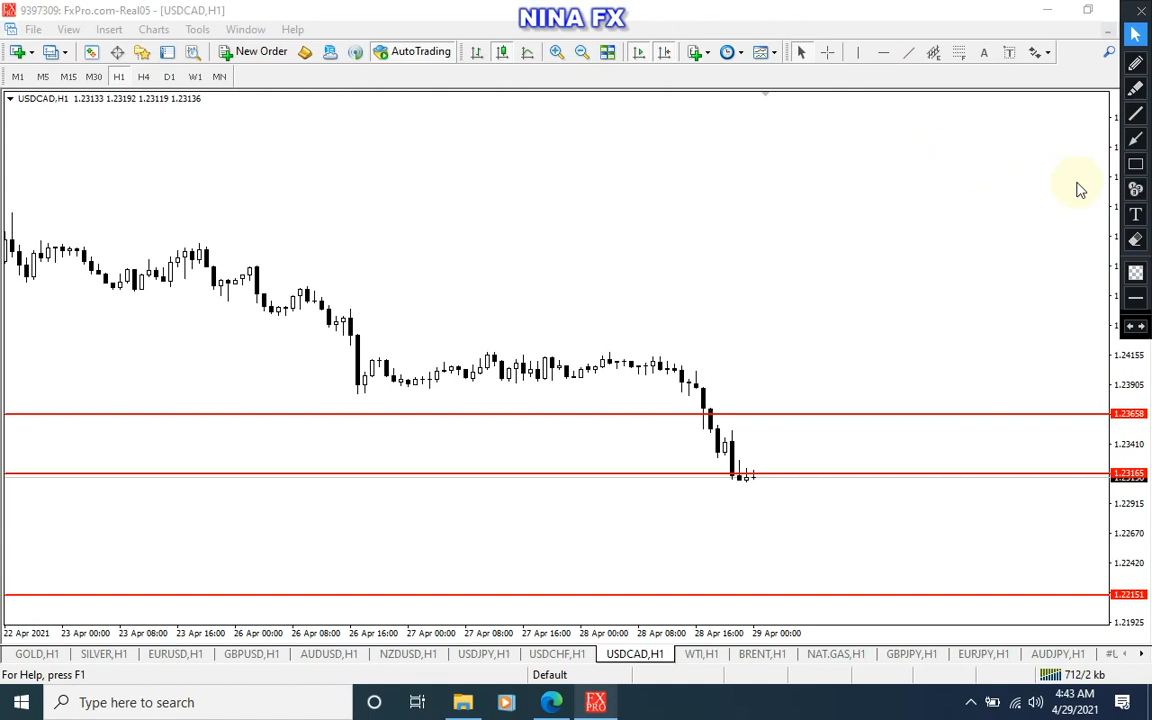 9397309: FxPro.com-Real05 - [USDCAD,H1]
NINA FX
File View Insert Charts Tools Window Help
New Order AutoTrading
M1 M5 M15 M30 H1 H4 D1 W1 MN
USDCAD,H1 1.23133 1.23192 1.23119 1.23136
1.24155
1.23905
1.23658
1.23410
1.23165
1.22915
1.22670
1.22420
1.22151
1.21925
22 Apr 2021 23 Apr 00:00 23 Apr 08:00 23 Apr 16:00 26 Apr 00:00 26 Apr 08:00 26 Apr 16:00 27 Apr 00:00 27 Apr 08:00 27 Apr 16:00 28 Apr 00:00 28 Apr 08:00 28 Apr 16:00 29 Apr 00:00
GOLD,H1 SILVER,H1 EURUSD,H1 GBPUSD,H1 AUDUSD,H1 NZDUSD,H1 USDJPY,H1 USDCHF,H1 USDCAD,H1 WTI,H1 BRENT,H1 NAT.GAS,H1 GBPJPY,H1 EURJPY,H1 AUDJPY,H1
For Help, press F1 Default 712/2 kb
Type here to search
FX PRO
4:43 AM
4/29/2021